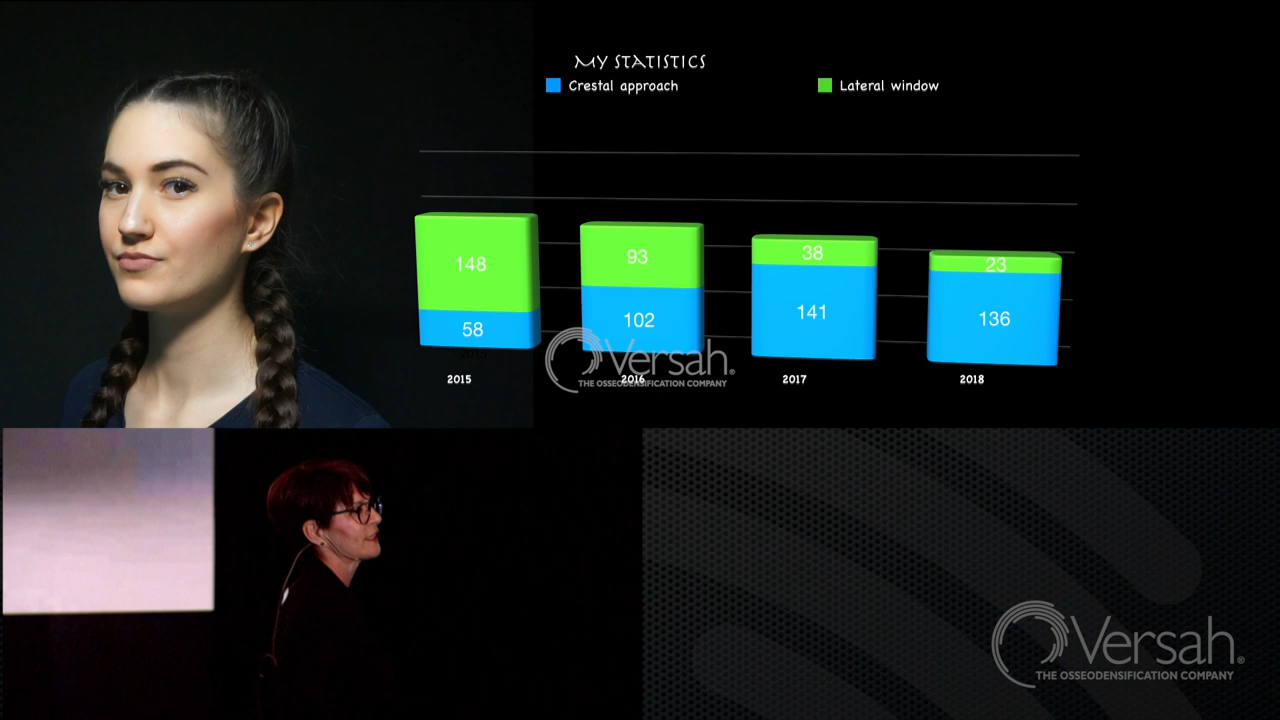 My Statistics
Crestal approach
Lateral window
148
93
38
23
58
102
141
136
2015
Versah®
THE OSSEODENSIFICATION COMPANY
2015
2016
2017
2018
Versah®
THE OSSEODENSIFICATION COMPANY